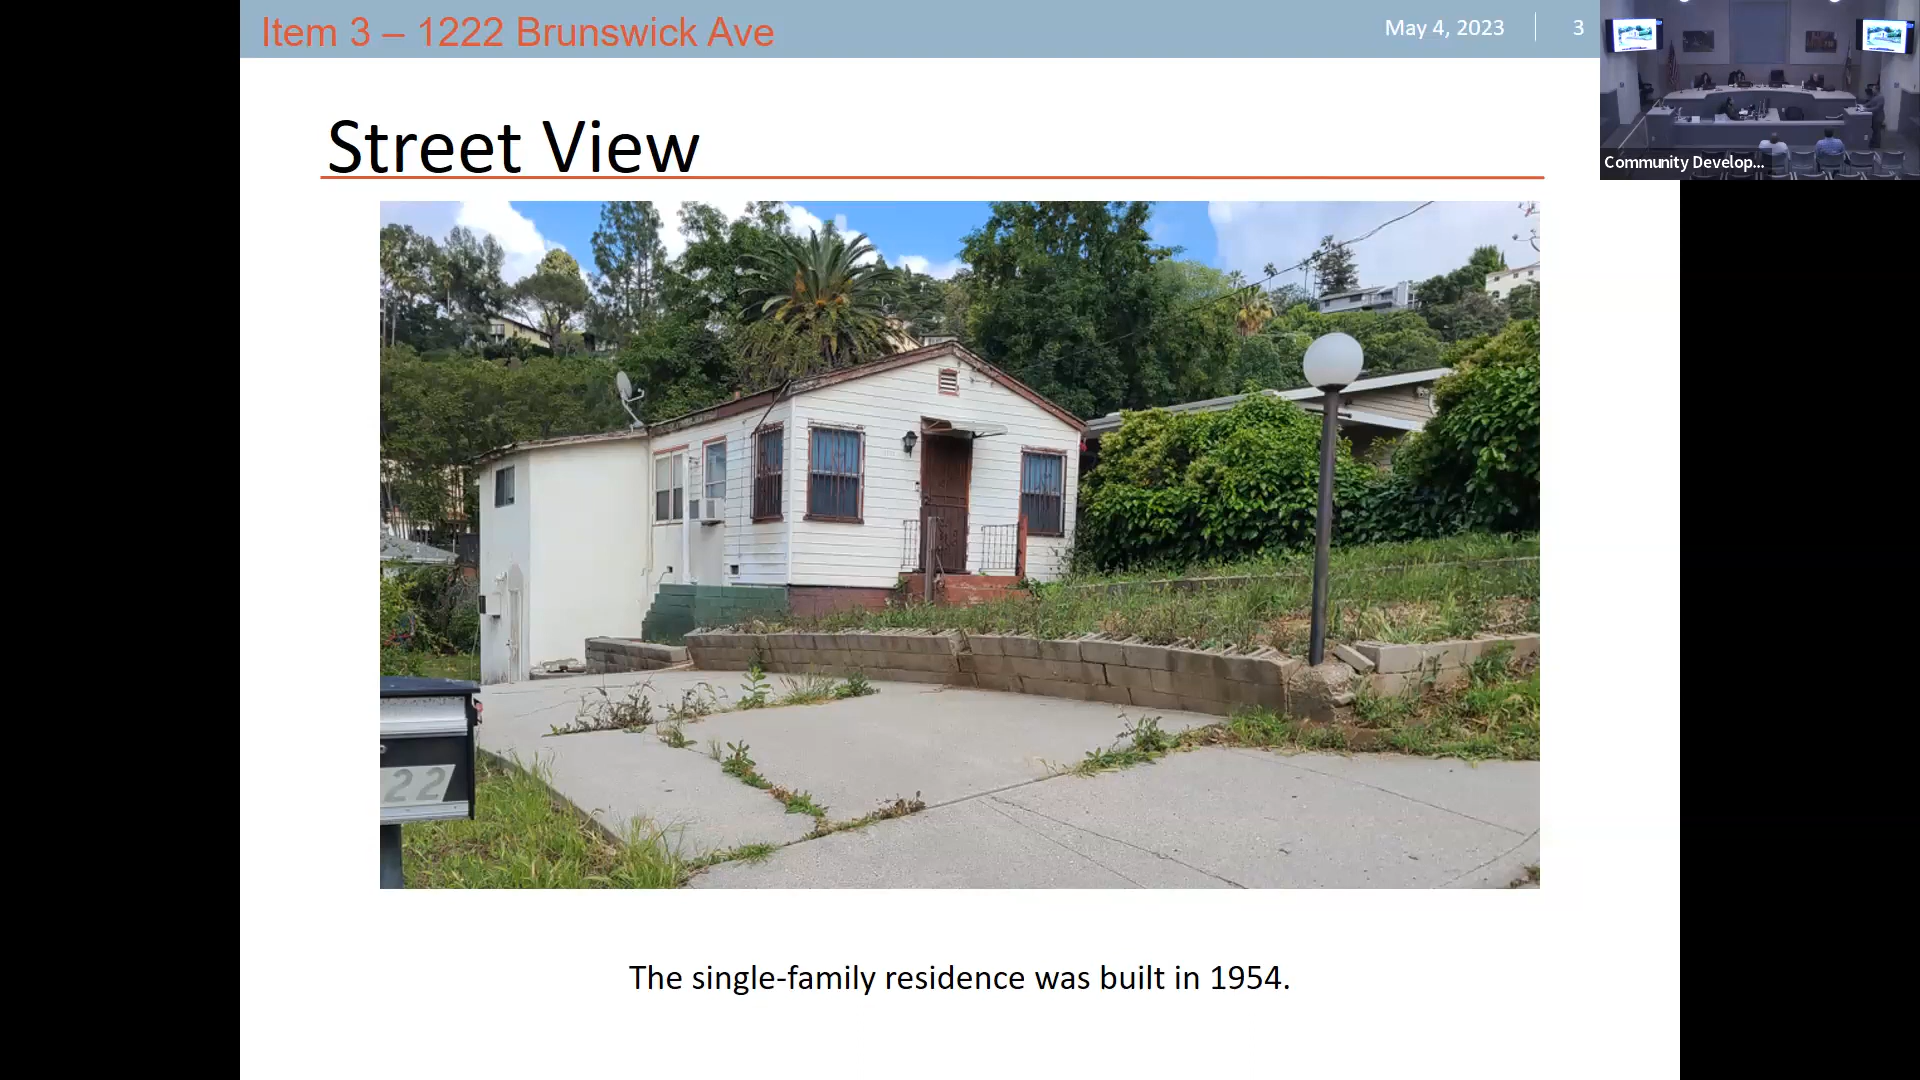 Item 3 – 1222 Brunswick Ave
May 4, 2023
3
Community Develop...
Street View
22
The single-family residence was built in 1954.